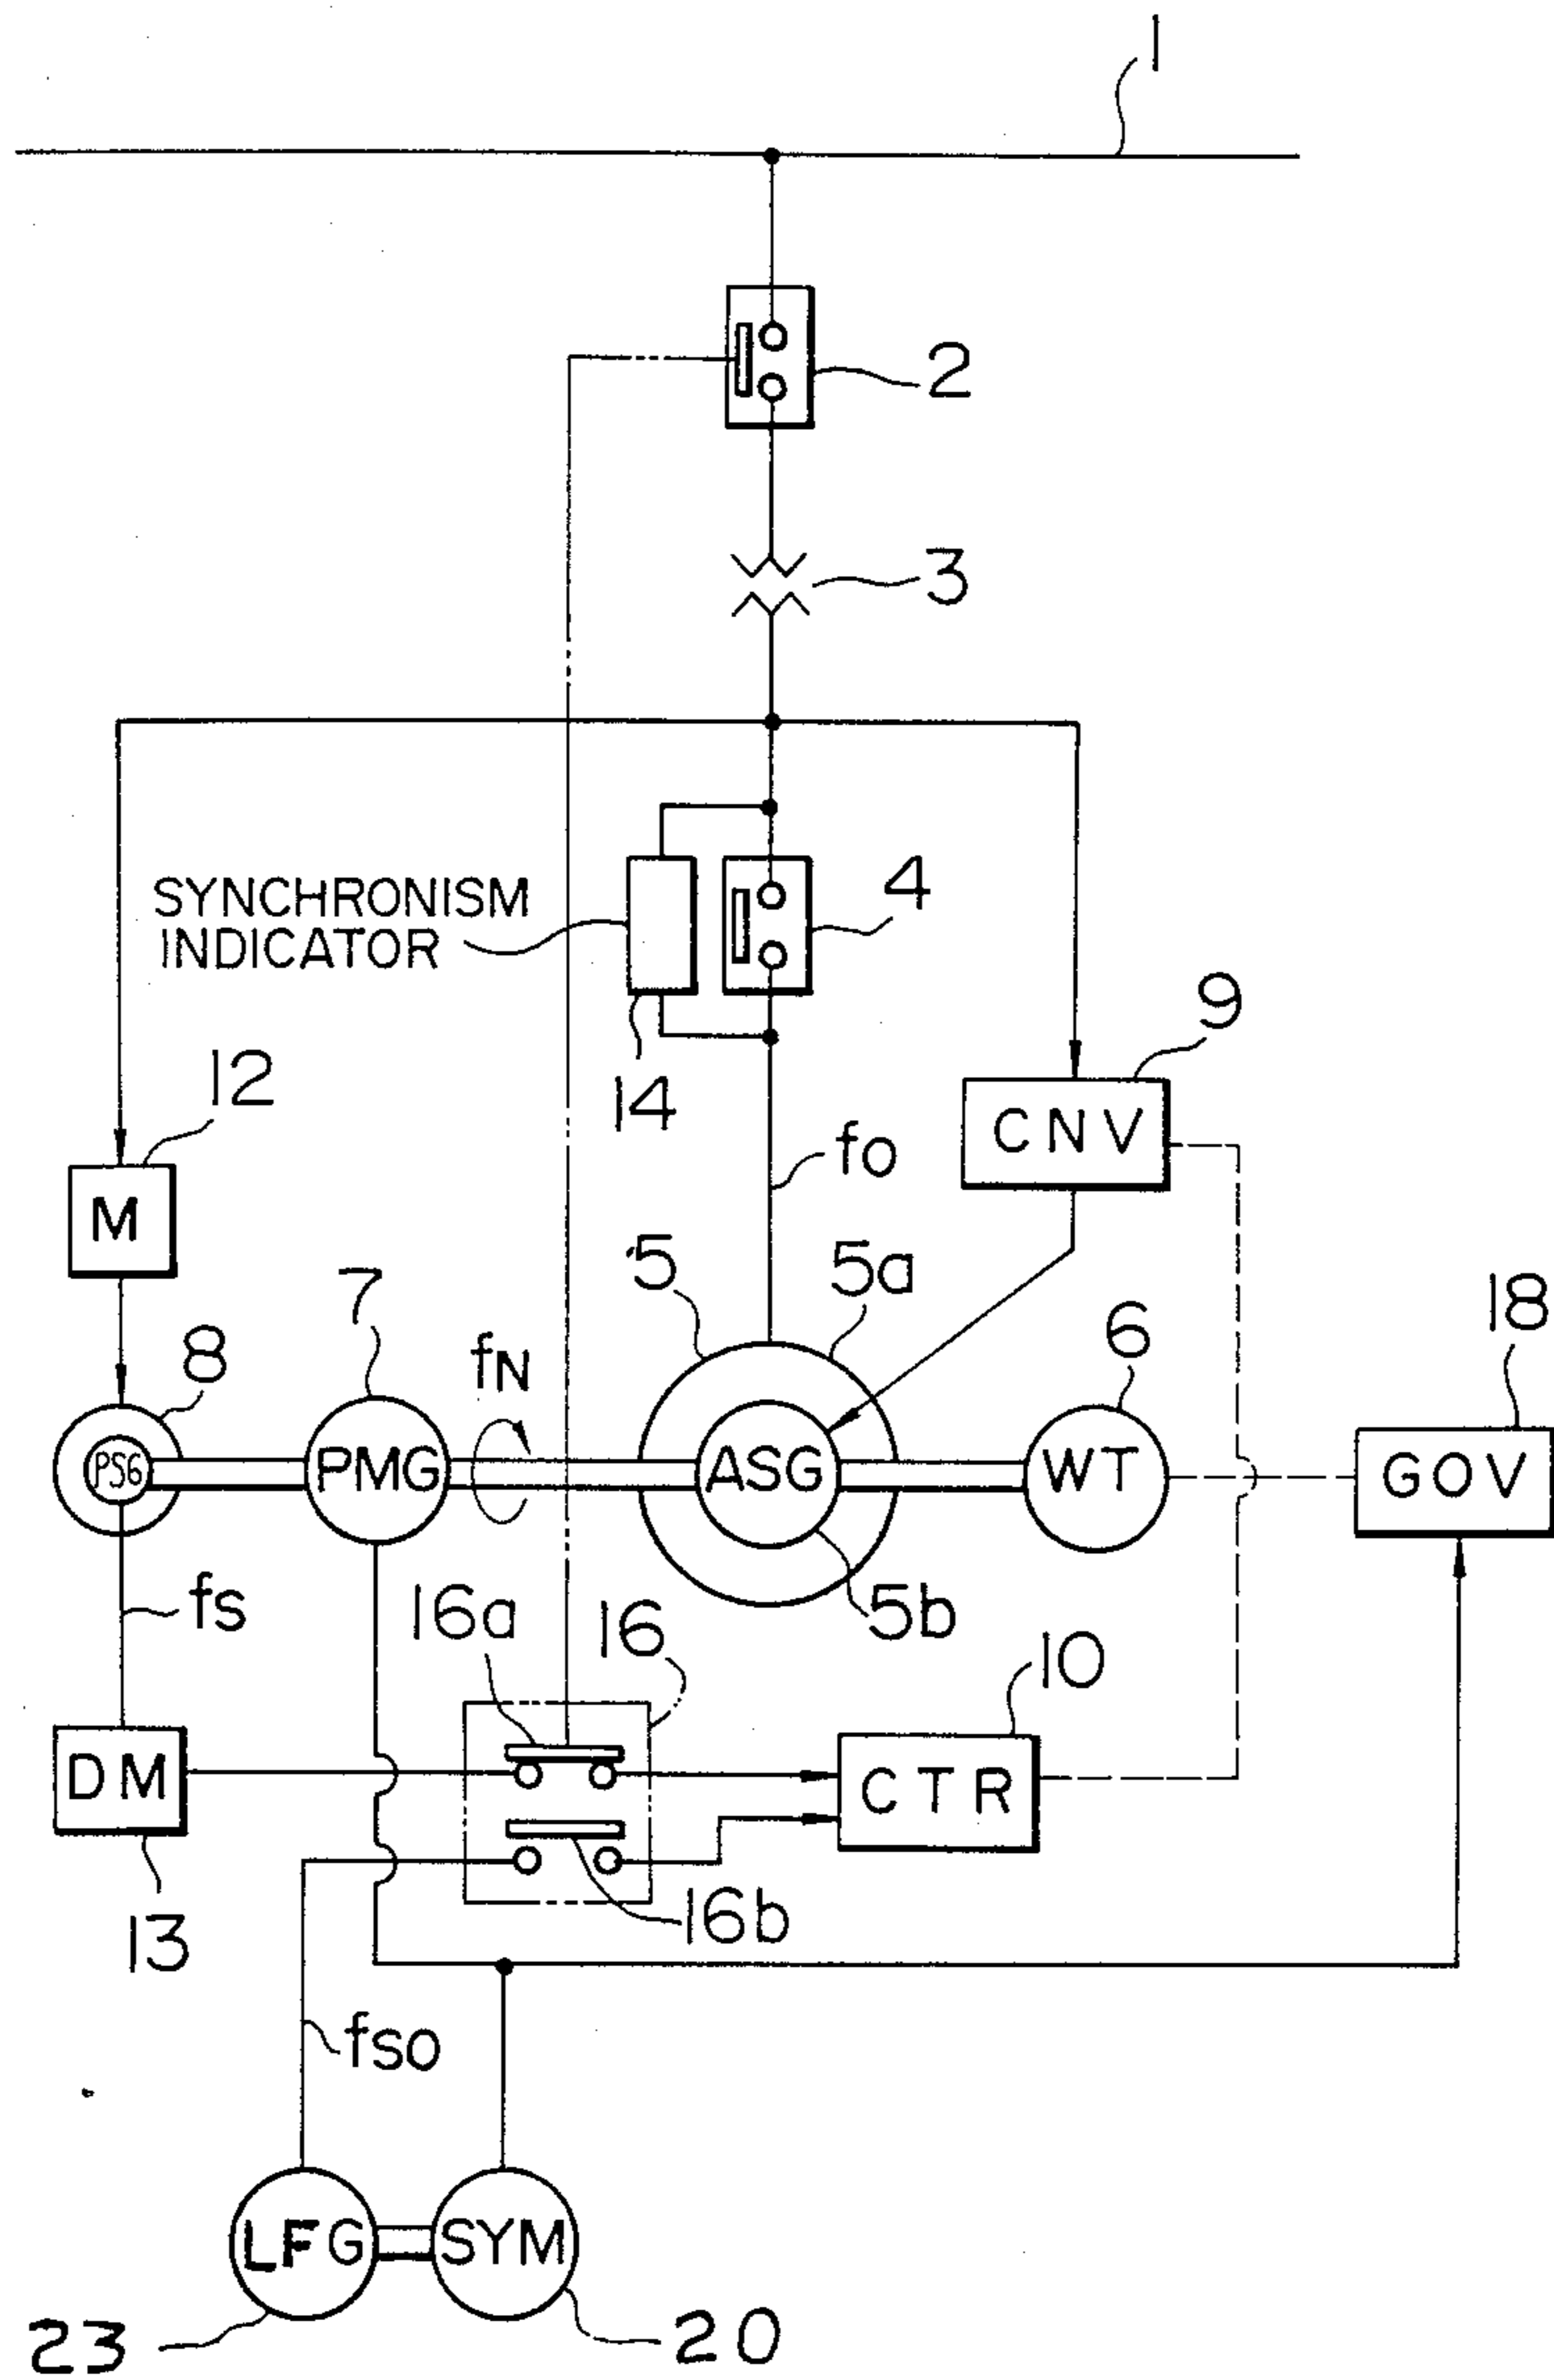 1
2
3
SYNCHRONISM
INDICATOR
4
14
9
CNV
12
M
fO
5
5a
7
8
fN
6
18
PSG
PMG
ASG
WT
GOV
5b
fS
16a
16
10
DM
CTR
13
16b
fSO
LFG
SYM
23
20